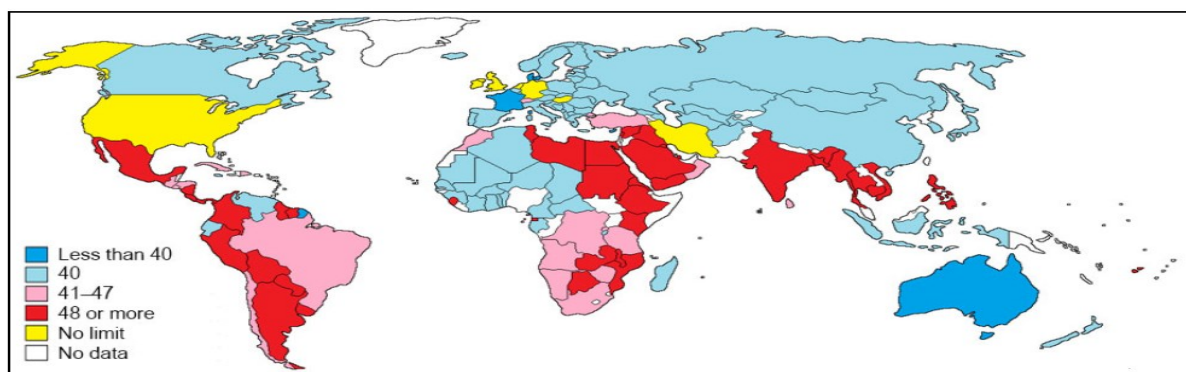 Less than 40
40
41–47
48 or more
No limit
No data